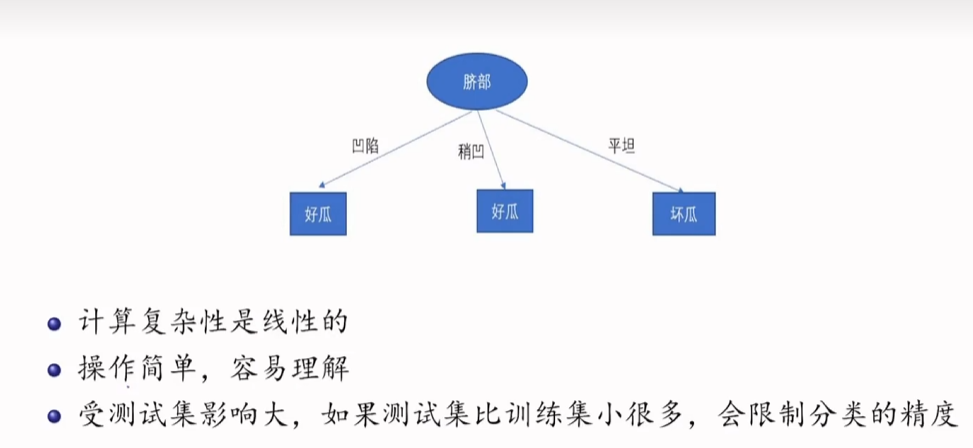 脐部
凹陷
稍凹
平坦
好瓜
好瓜
坏瓜
计算复杂性是线性的
操作简单，容易理解
受测试集影响大，如果测试集比训练集小很多，会限制分类的精度